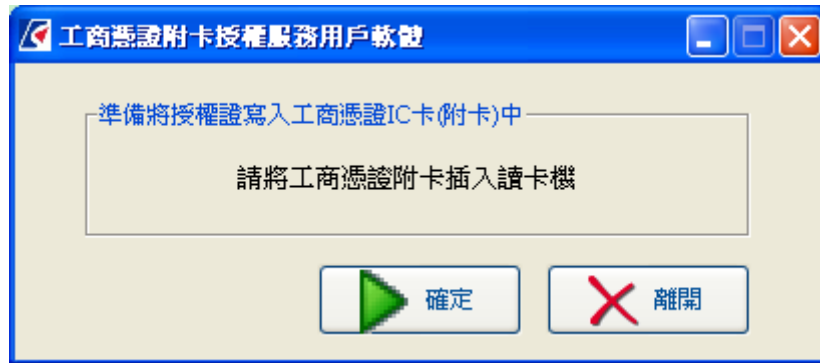 工商憑證附卡授權服務用戶軟體
準備將授權證寫入工商憑證IC卡(附卡)中
請將工商憑證附卡插入讀卡機
確定
離開